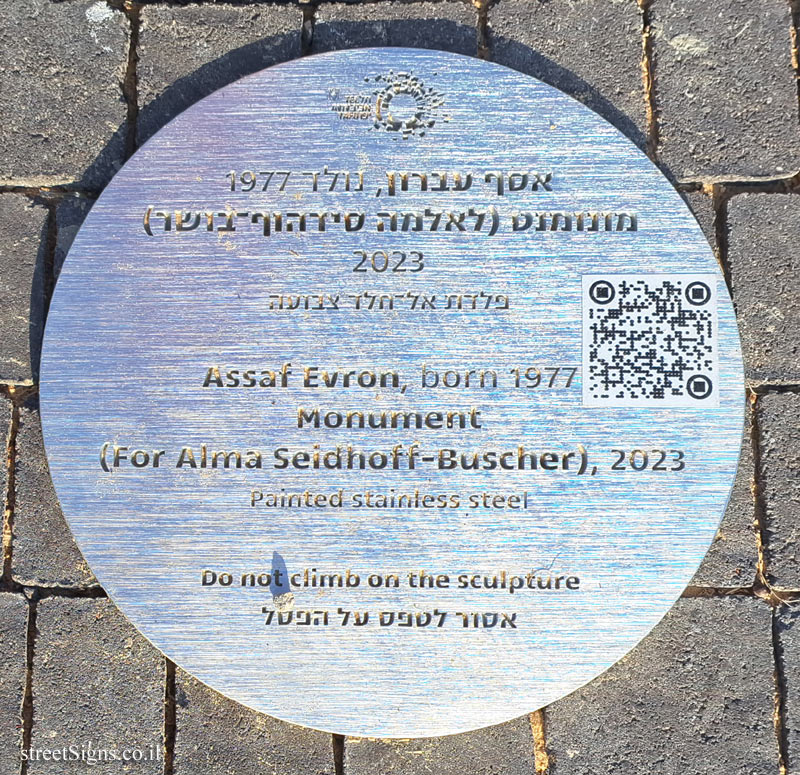 אסף עברון, נולד 1977
מונומנט (לאלמה סידהוף־בושר)
2023
פלדת אל־חלד צבועה
Assaf Evron, born 1977
Monument
(For Alma Seidhoff-Buscher), 2023
Painted stainless steel
Do not climb on the sculpture
אסור לטפס על הפסל
streetSigns.co.il